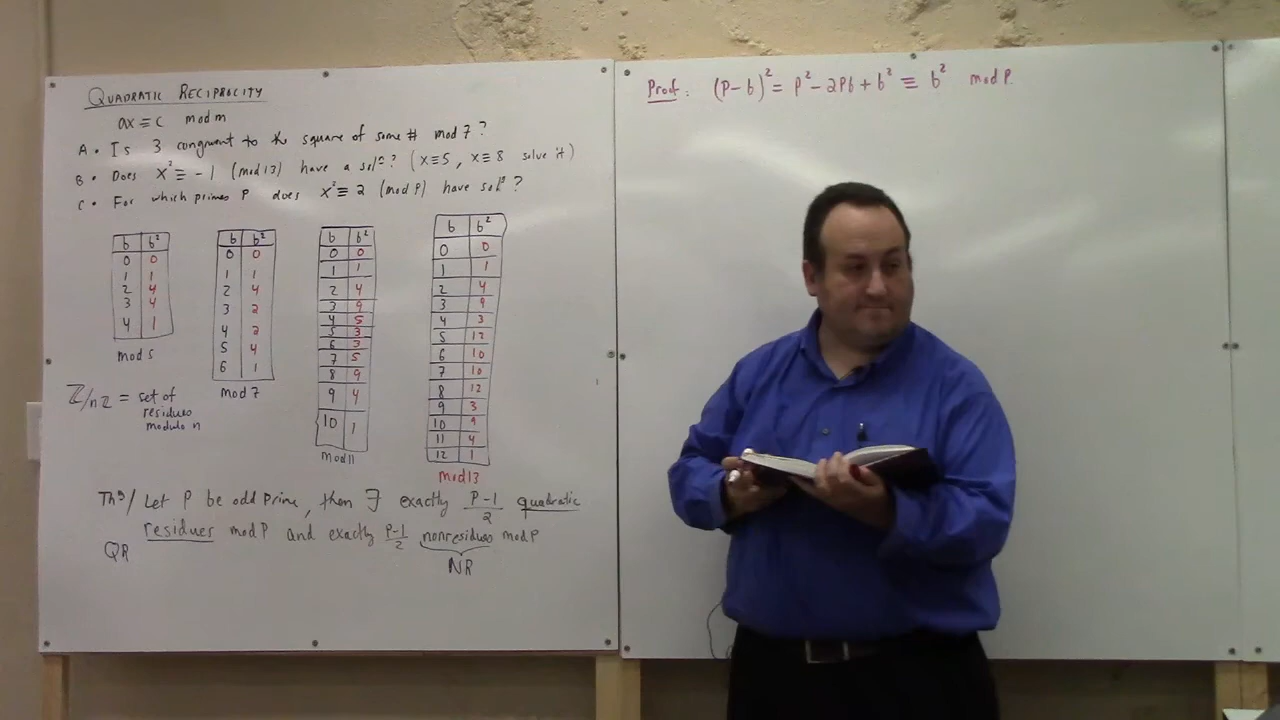 QUADRATIC RECIPROCITY
ax ≡ c mod m
A • Is 3 congruent to the square of some # mod 7?
B • Does x² ≡ -1 (mod 13) have a solⁿ? (x≡5, x≡8 solve it)
C • For which primes P does x² ≡ 2 (mod P) have solⁿ?
b b²
0 0
1 1
2 4
3 4
4 1
mod 5
b b²
0 0
1 1
2 4
3 2
4 2
5 4
6 1
mod 7
b b²
0 0
1 1
2 4
3 9
4 5
5 3
6 3
7 5
8 9
9 4
10 1
mod 11
b b²
0 0
1 1
2 4
3 9
4 3
5 12
6 10
7 10
8 12
9 3
10 9
11 4
12 1
mod 13
ℤ/nℤ = set of
residues
modulo n
Thᵐ/ Let P be odd prime, then ∃ exactly P-1/2 quadratic
residues mod P and exactly P-1/2 nonresidues mod P
QR
NR
Proof: (P-b)² = P² - 2Pb + b² ≡ b² mod P.